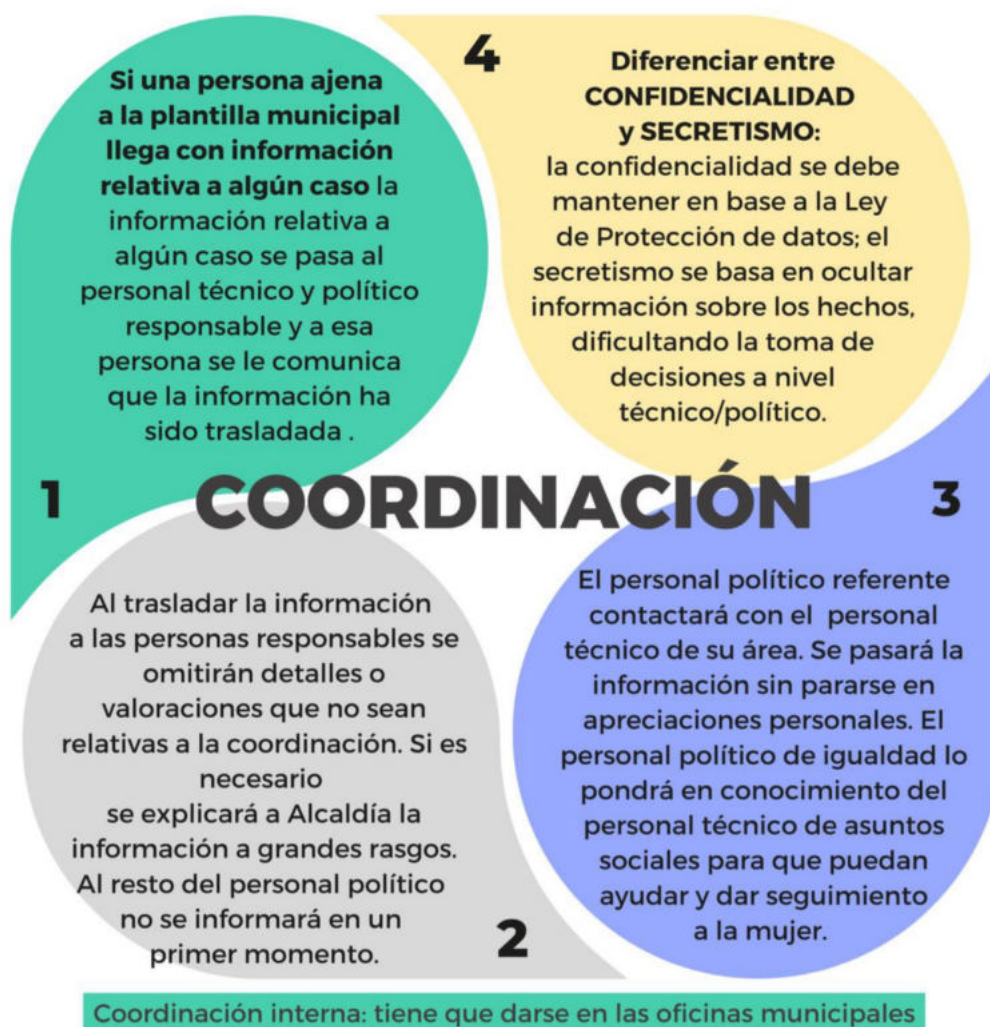 Si una persona ajena
a la plantilla municipal
llega con información
relativa a algún caso la
información relativa a
algún caso se pasa al
personal técnico y político
responsable y a esa
persona se le comunica
que la información ha
sido trasladada .
1
COORDINACIÓN
Al trasladar la información
a las personas responsables se
omitirán detalles o
valoraciones que no sean
relativas a la coordinación. Si es
necesario
se explicará a Alcaldía la
información a grandes rasgos.
Al resto del personal político
no se informará en un
primer momento.
2
3
El personal político referente
contactará con el personal
técnico de su área. Se pasará la
información sin pararse en
apreciaciones personales. El
personal político de igualdad lo
pondrá en conocimiento del
personal técnico de asuntos
sociales para que puedan
ayudar y dar seguimiento
a la mujer.
4
Diferenciar entre
CONFIDENCIALIDAD
y SECRETISMO:
la confidencialidad se debe
mantener en base a la Ley
de Protección de datos; el
secretismo se basa en ocultar
información sobre los hechos,
dificultando la toma de
decisiones a nivel
técnico/político.
Coordinación interna: tiene que darse en las oficinas municipales